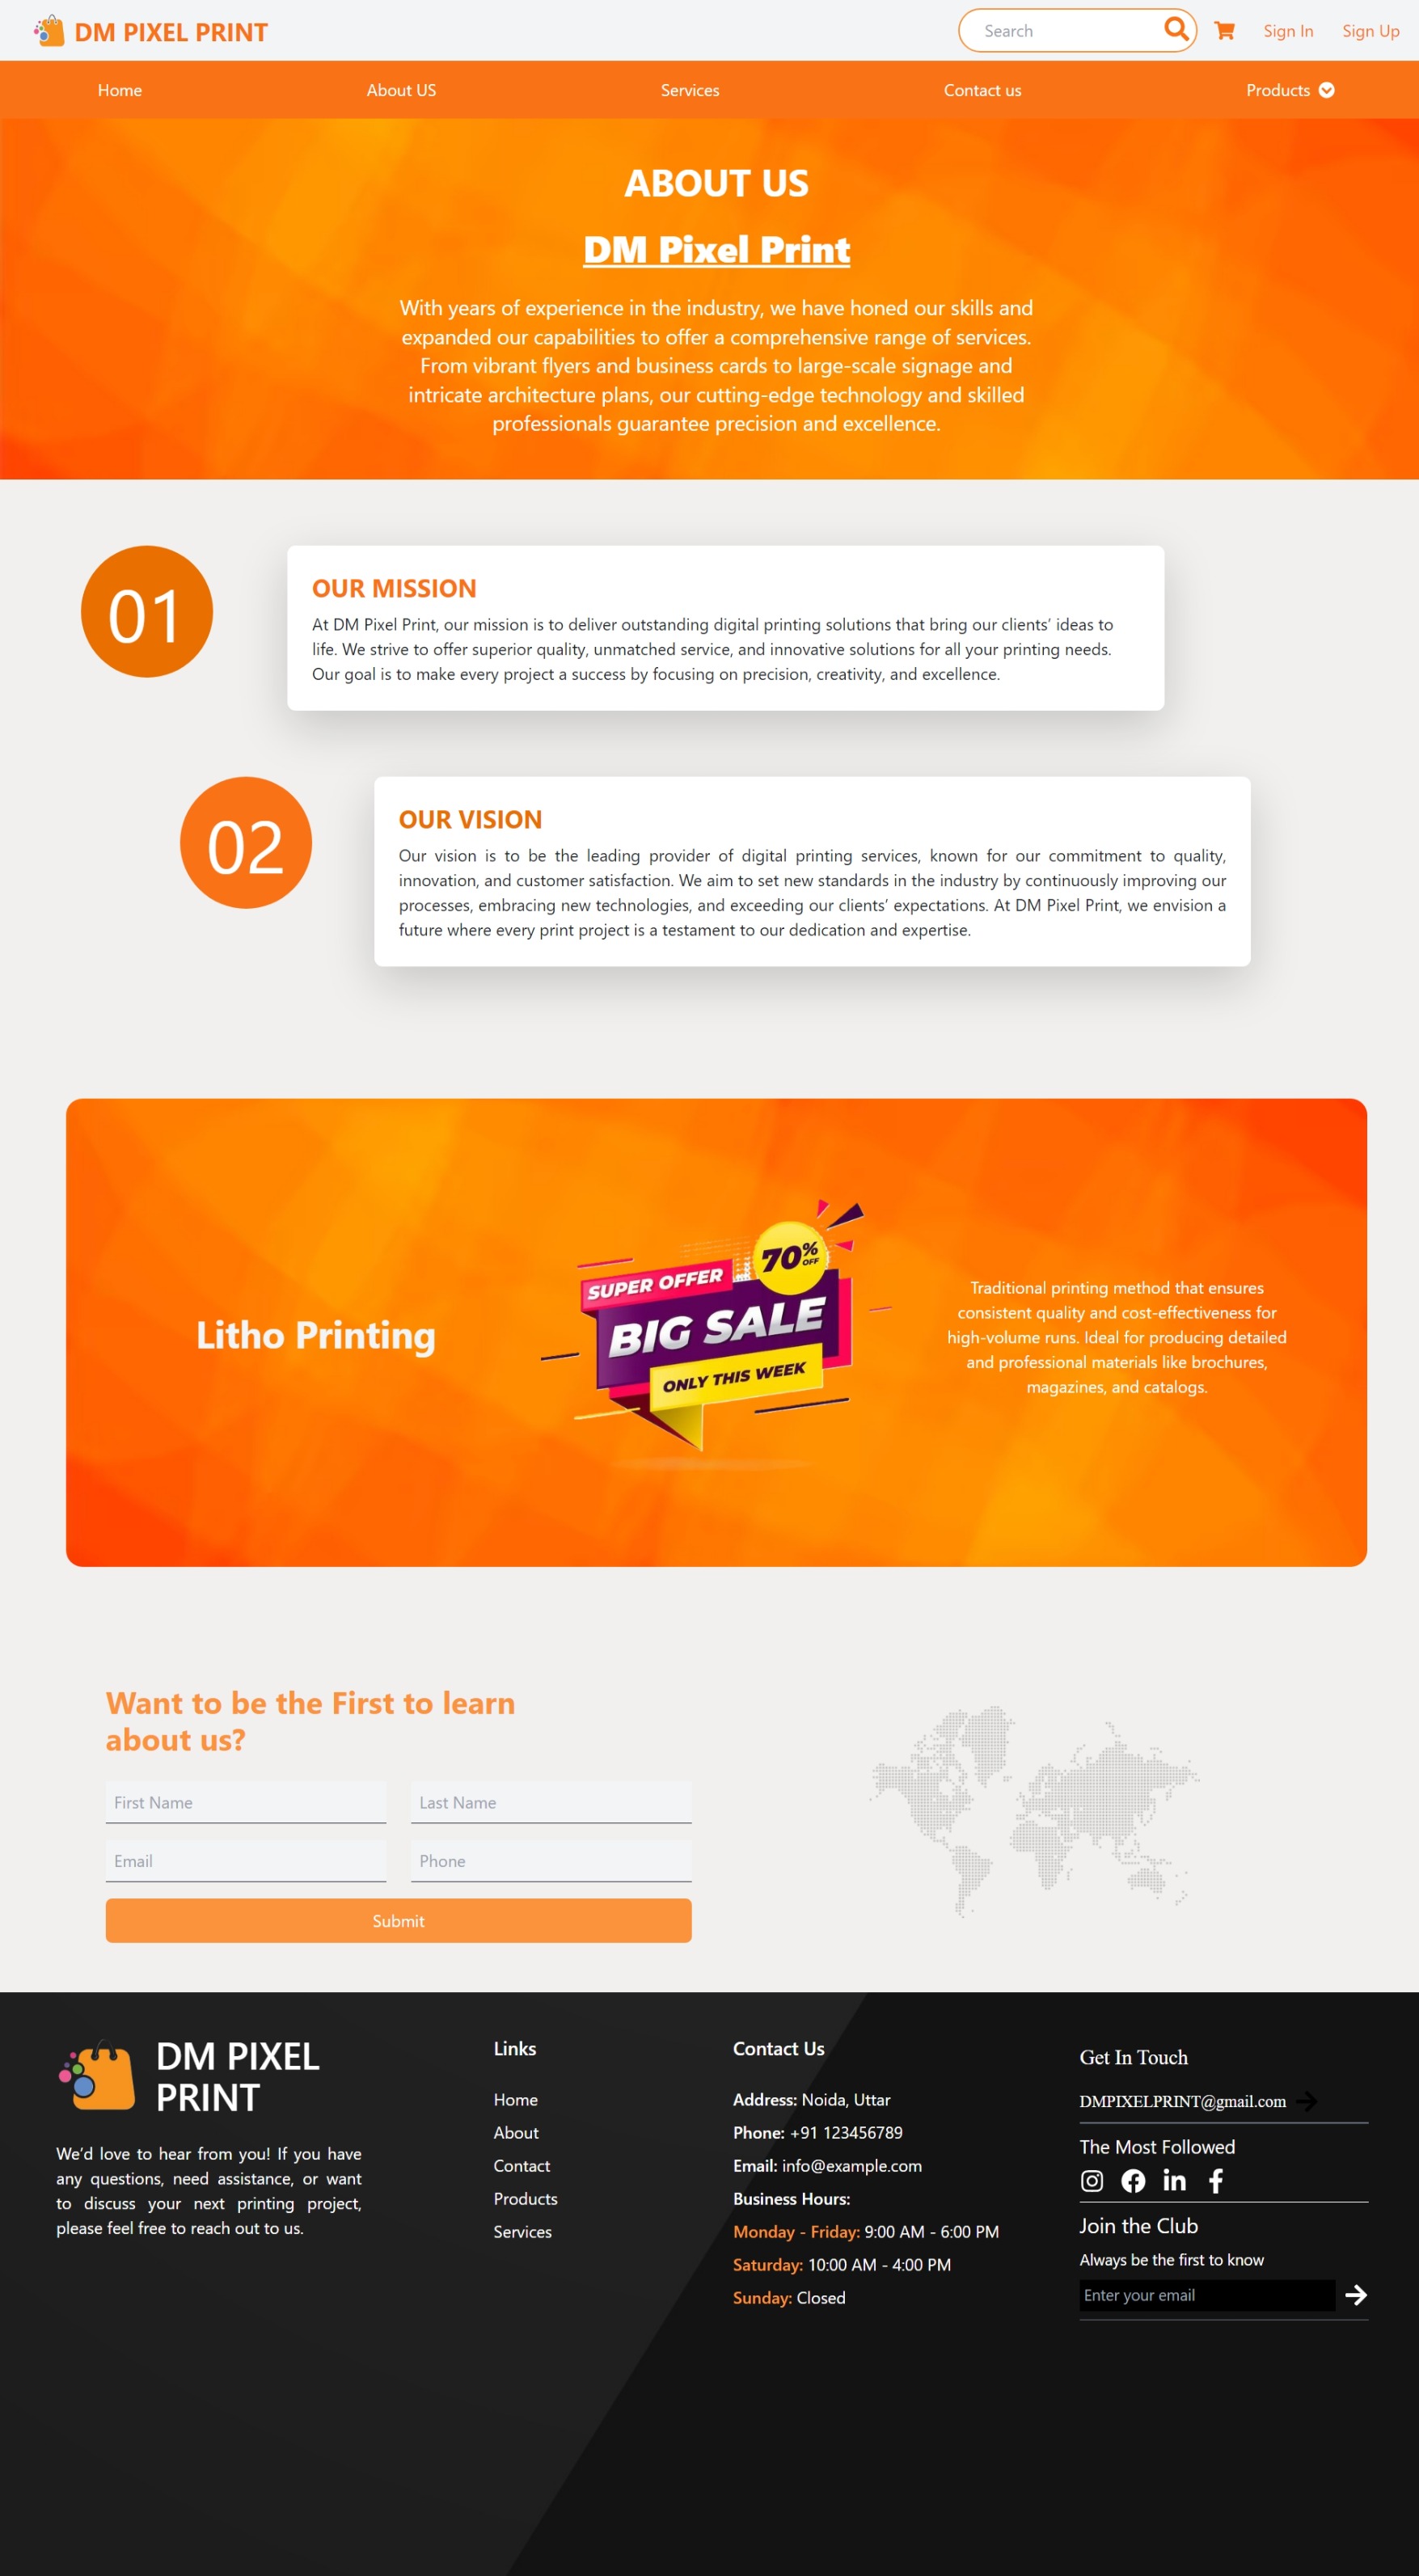 DM PIXEL PRINT
Search
Sign In
Sign Up
Home
About US
Services
Contact us
Products
ABOUT US
DM Pixel Print
With years of experience in the industry, we have honed our skills and
expanded our capabilities to offer a comprehensive range of services.
From vibrant flyers and business cards to large-scale signage and
intricate architecture plans, our cutting-edge technology and skilled
professionals guarantee precision and excellence.
01
OUR MISSION
At DM Pixel Print, our mission is to deliver outstanding digital printing solutions that bring our clients’ ideas to
life. We strive to offer superior quality, unmatched service, and innovative solutions for all your printing needs.
Our goal is to make every project a success by focusing on precision, creativity, and excellence.
02
OUR VISION
Our vision is to be the leading provider of digital printing services, known for our commitment to quality,
innovation, and customer satisfaction. We aim to set new standards in the industry by continuously improving our
processes, embracing new technologies, and exceeding our clients’ expectations. At DM Pixel Print, we envision a
future where every print project is a testament to our dedication and expertise.
Litho Printing
70% OFF
SUPER OFFER
BIG SALE
ONLY THIS WEEK
Traditional printing method that ensures
consistent quality and cost-effectiveness for
high-volume runs. Ideal for producing detailed
and professional materials like brochures,
magazines, and catalogs.
Want to be the First to learn
about us?
First Name
Last Name
Email
Phone
Submit
DM PIXEL
PRINT
We’d love to hear from you! If you have
any questions, need assistance, or want
to discuss your next printing project,
please feel free to reach out to us.
Links
Home
About
Contact
Products
Services
Contact Us
Address: Noida, Uttar
Phone: +91 123456789
Email: info@example.com
Business Hours:
Monday - Friday: 9:00 AM - 6:00 PM
Saturday: 10:00 AM - 4:00 PM
Sunday: Closed
Get In Touch
DMPIXELPRINT@gmail.com
The Most Followed
Join the Club
Always be the first to know
Enter your email